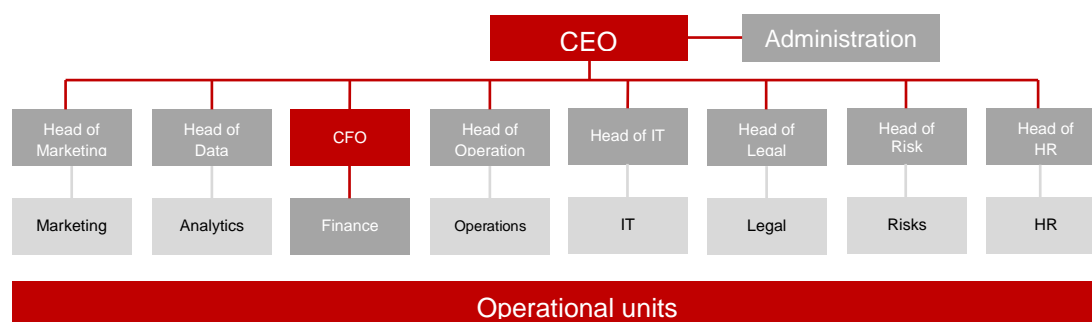 CEO
Administration
Head of
Marketing
Head of
Data
CFO
Head of
Operation
Head of IT
Head of
Legal
Head of
Risk
Head of
HR
Marketing
Analytics
Finance
Operations
IT
Legal
Risks
HR
Operational units